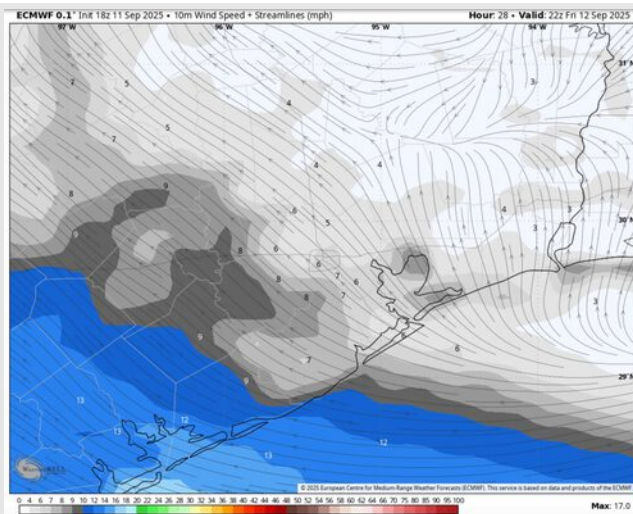 ECMWF 0.1° Init 18z 11 Sep 2025 • 10m Wind Speed + Streamlines (mph)
Hour: 28 • Valid: 22z Fri 12 Sep 2025
97°W 96°W 95°W 94°W
31°N
7 5 4 3
7 5 4 4
8 9 6 5 4 3 30°N
9 8 6 6 3
8 7 6
8 7 3
9 7 6
9 29°N
13 12 12
13 13
© 2025 European Centre for Medium-Range Weather Forecasts (ECMWF). This service is based on data and products of the ECMWF.
0 4 6 7 8 9 10 12 14 16 18 20 22 24 26 28 30 32 34 36 38 40 42 44 46 48 50 52 54 56 58 60 62 64 66 68 70 75 80 85 90 95 100
Max: 17.0